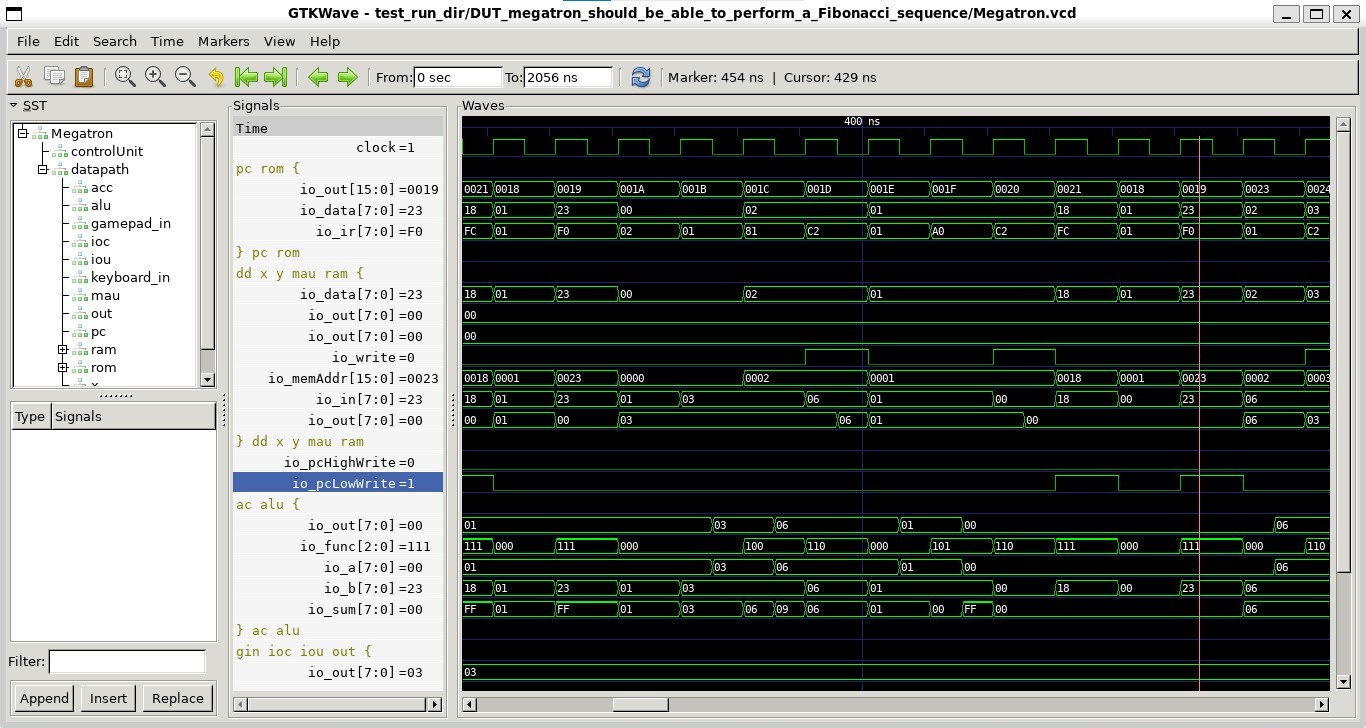 GTKWave - test_run_dir/DUT_megatron_should_be_able_to_perform_a_Fibonacci_sequence/Megatron.vcd
File Edit Search Time Markers View Help
From: 0 sec To: 2056 ns Marker: 454 ns | Cursor: 429 ns
SST
Megatron
controlUnit
datapath
acc
alu
gamepad_in
ioc
iou
keyboard_in
mau
out
pc
ram
rom
Type Signals
Filter:
Append Insert Replace
Signals
Time
clock=1
pc rom {
io_out[15:0]=0019
io_data[7:0]=23
io_ir[7:0]=F0
} pc rom
dd x y mau ram {
io_data[7:0]=23
io_out[7:0]=00
io_out[7:0]=00
io_write=0
io_memAddr[15:0]=0023
io_in[7:0]=23
io_out[7:0]=00
} dd x y mau ram
io_pcHighWrite=0
io_pcLowWrite=1
ac alu {
io_out[7:0]=00
io_func[2:0]=111
io_a[7:0]=00
io_b[7:0]=23
io_sum[7:0]=00
} ac alu
gin ioc iou out {
io_out[7:0]=03
Waves
400 ns
0021 0018 0019 001A 001B 001C 001D 001E 001F 0020 0021 0018 0019 0023 0024
18 01 23 00 02 01 18 01 23 02 03
FC 01 F0 02 01 81 C2 01 A0 C2 FC 01 F0 01 C2
18 01 23 00 02 01 18 01 23 02 03
00
00
0018 0001 0023 0000 0002 0001 0018 0001 0023 0002 0003
18 01 23 01 03 06 01 00 18 00 23 06
00 01 00 03 06 01 00 06 03
01 03 06 01 00 06
111 000 111 000 100 110 000 101 110 111 000 111 000 110
01 03 06 01 00 06
18 01 23 01 03 06 01 00 18 00 23 06
FF 01 FF 01 03 06 09 06 01 00 FF 00 06
03